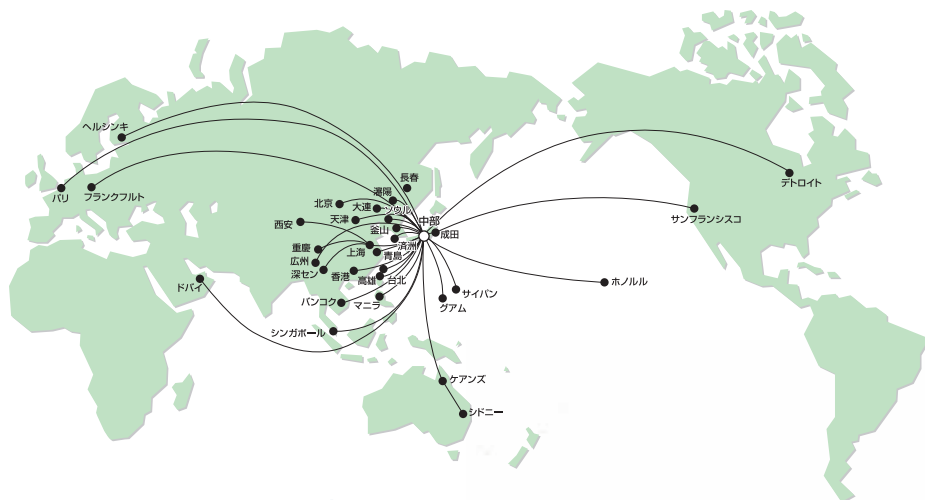 ヘルシンキ
パリ
フランクフルト
長春
瀋陽
北京
大連
ソウル
天津
西安
釜山
中部
成田
済州
重慶
上海
青島
広州
深セン
香港
高雄
台北
ドバイ
バンコク
マニラ
サイパン
グアム
シンガポール
ケアンズ
シドニー
デトロイト
サンフランシスコ
ホノルル